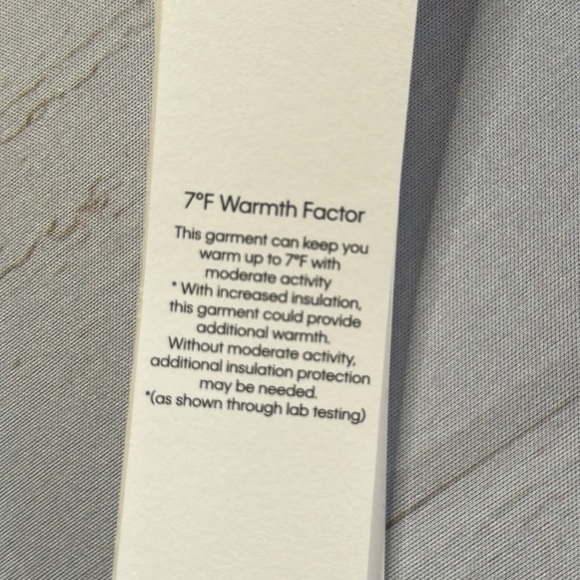 7°F Warmth Factor
This garment can keep you
warm up to 7°F with
moderate activity
* With increased insulation,
this garment could provide
additional warmth.
Without moderate activity,
additional insulation protection
may be needed.
*(as shown through lab testing)